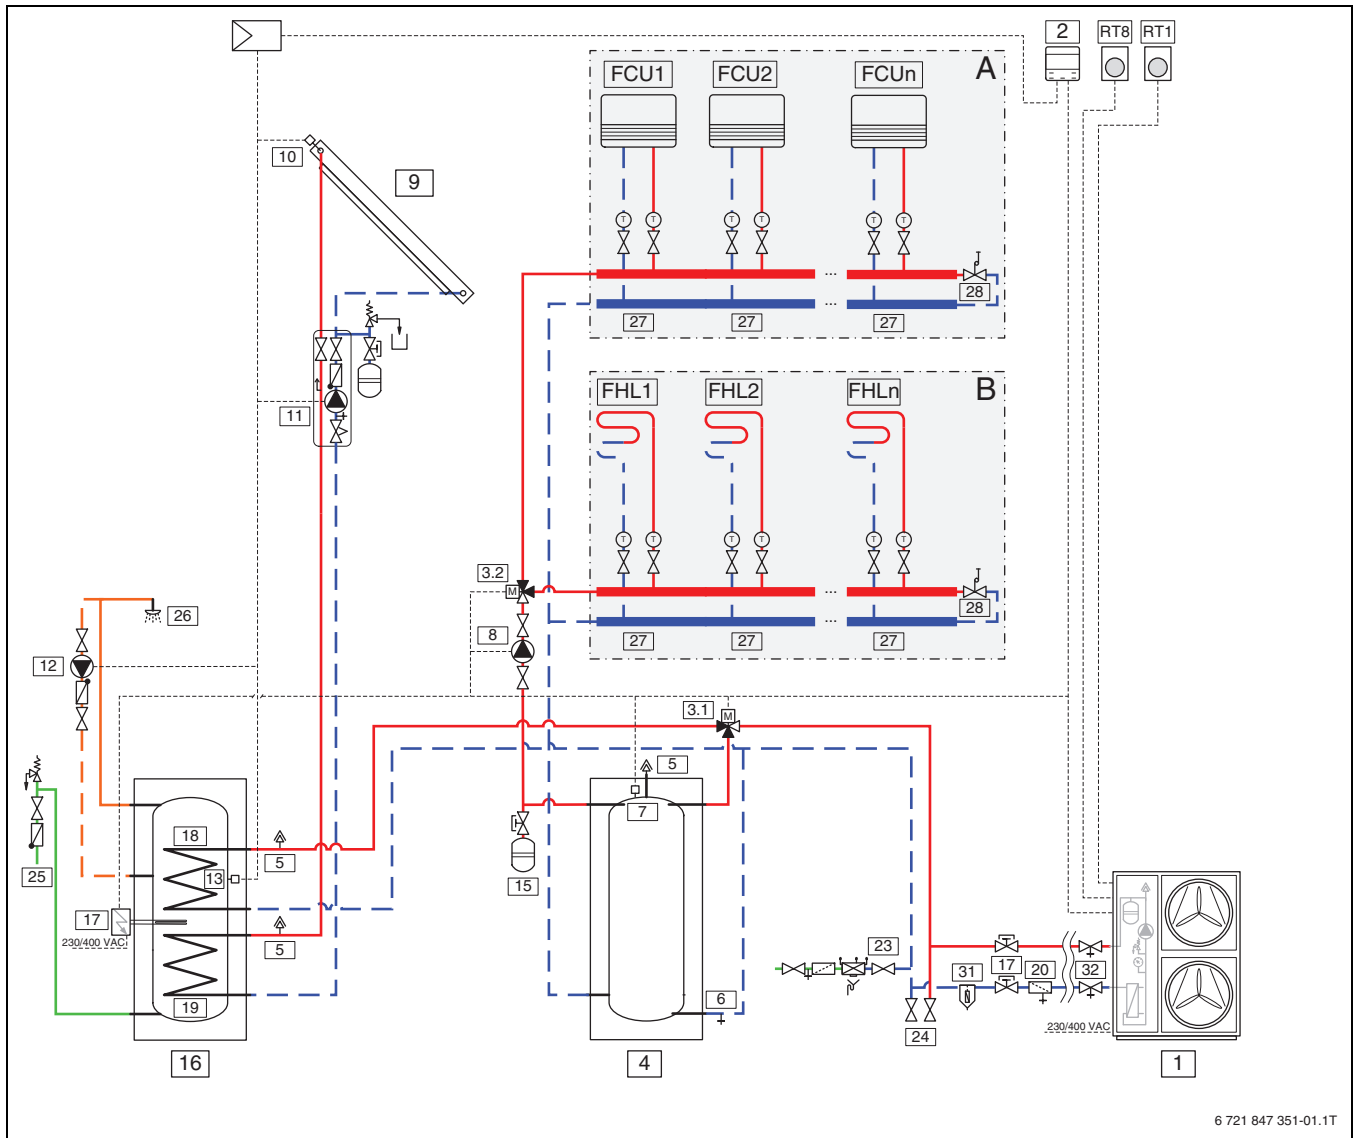 2 RT8 RT1
A
FCU1 FCU2 FCUn
10
9
28
27 27 27
11
B
FHL1 FHL2 FHLn
T T T T T T
T T T T T T
... ...
... ...
3.2
M
28
26
8
27 27 27
12
3.1
M
5
7
18
5
13
25
15
17
230/400 VAC
5
23
31 17 20 32
19
6
24
230/400 VAC
16
4
1
6 721 847 351-01.1T